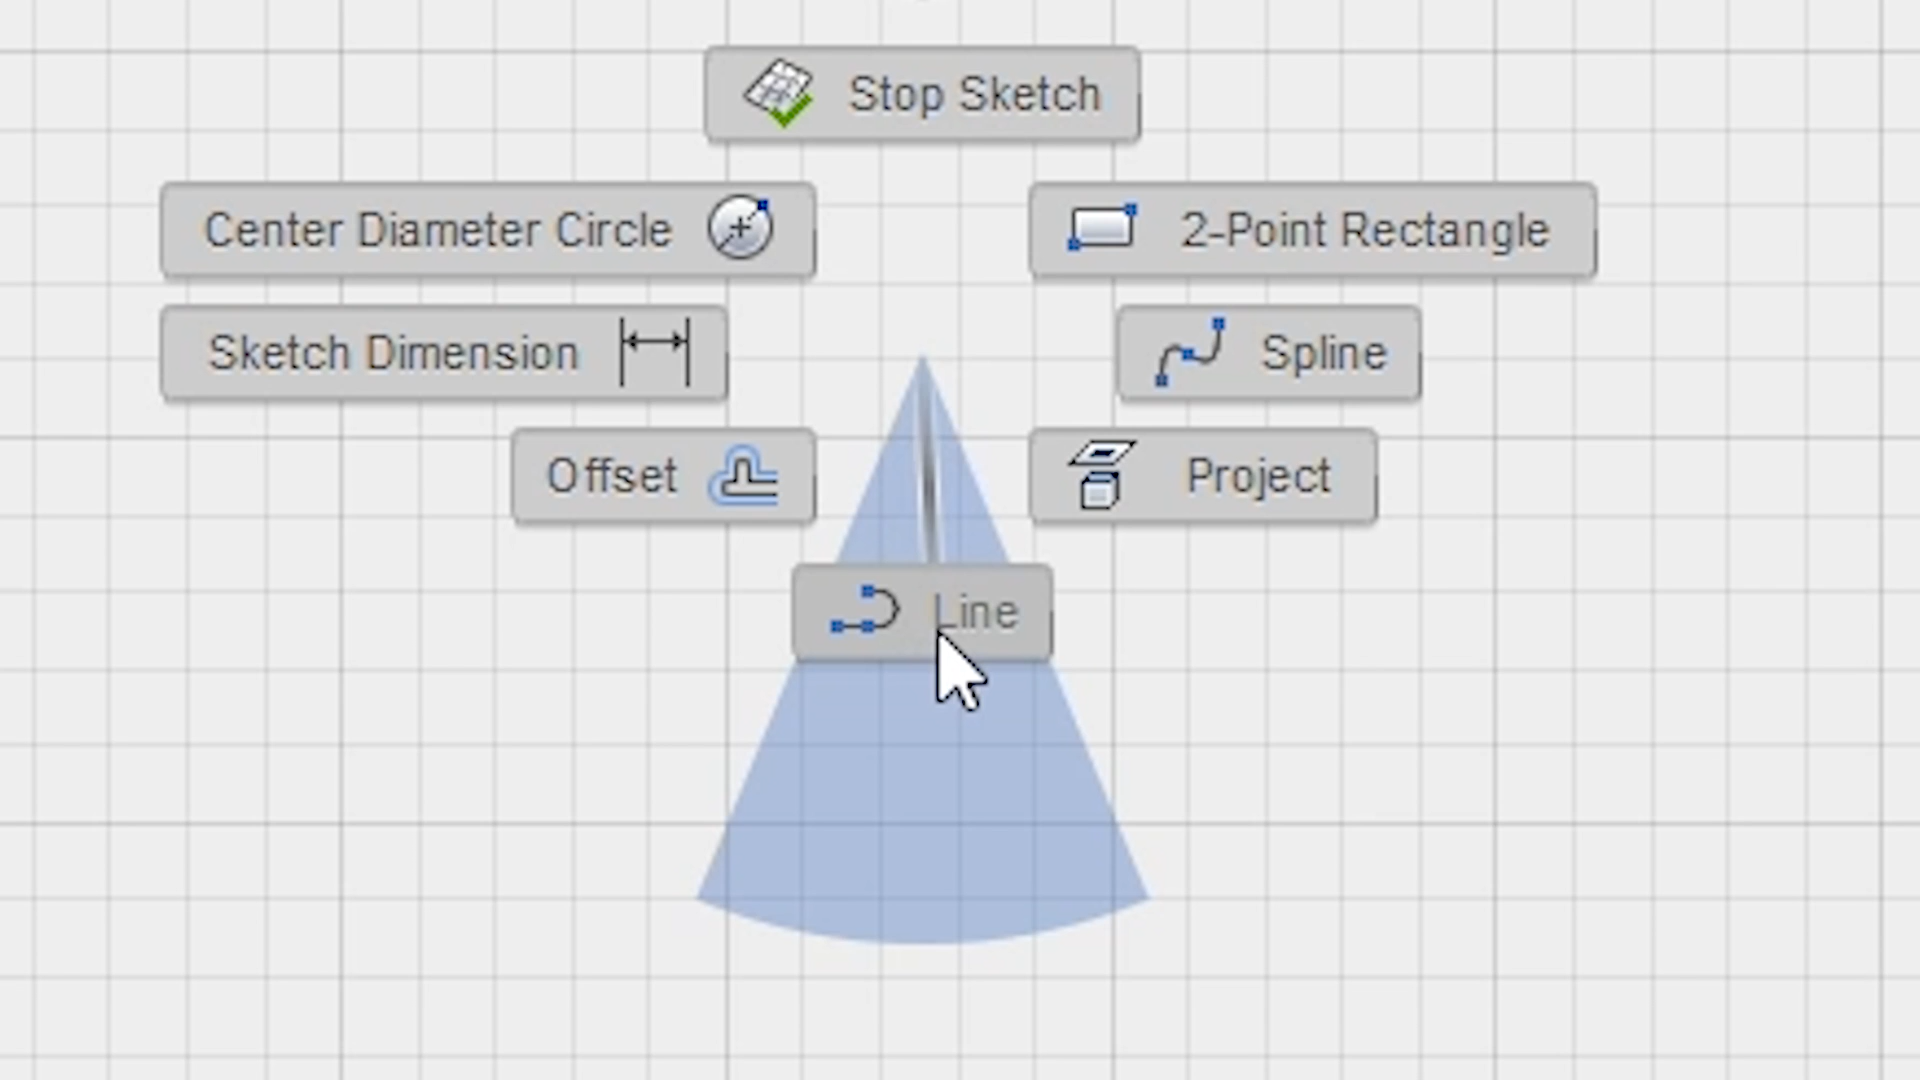 Stop Sketch
Center Diameter Circle
2-Point Rectangle
Sketch Dimension
Spline
Offset
Project
Line